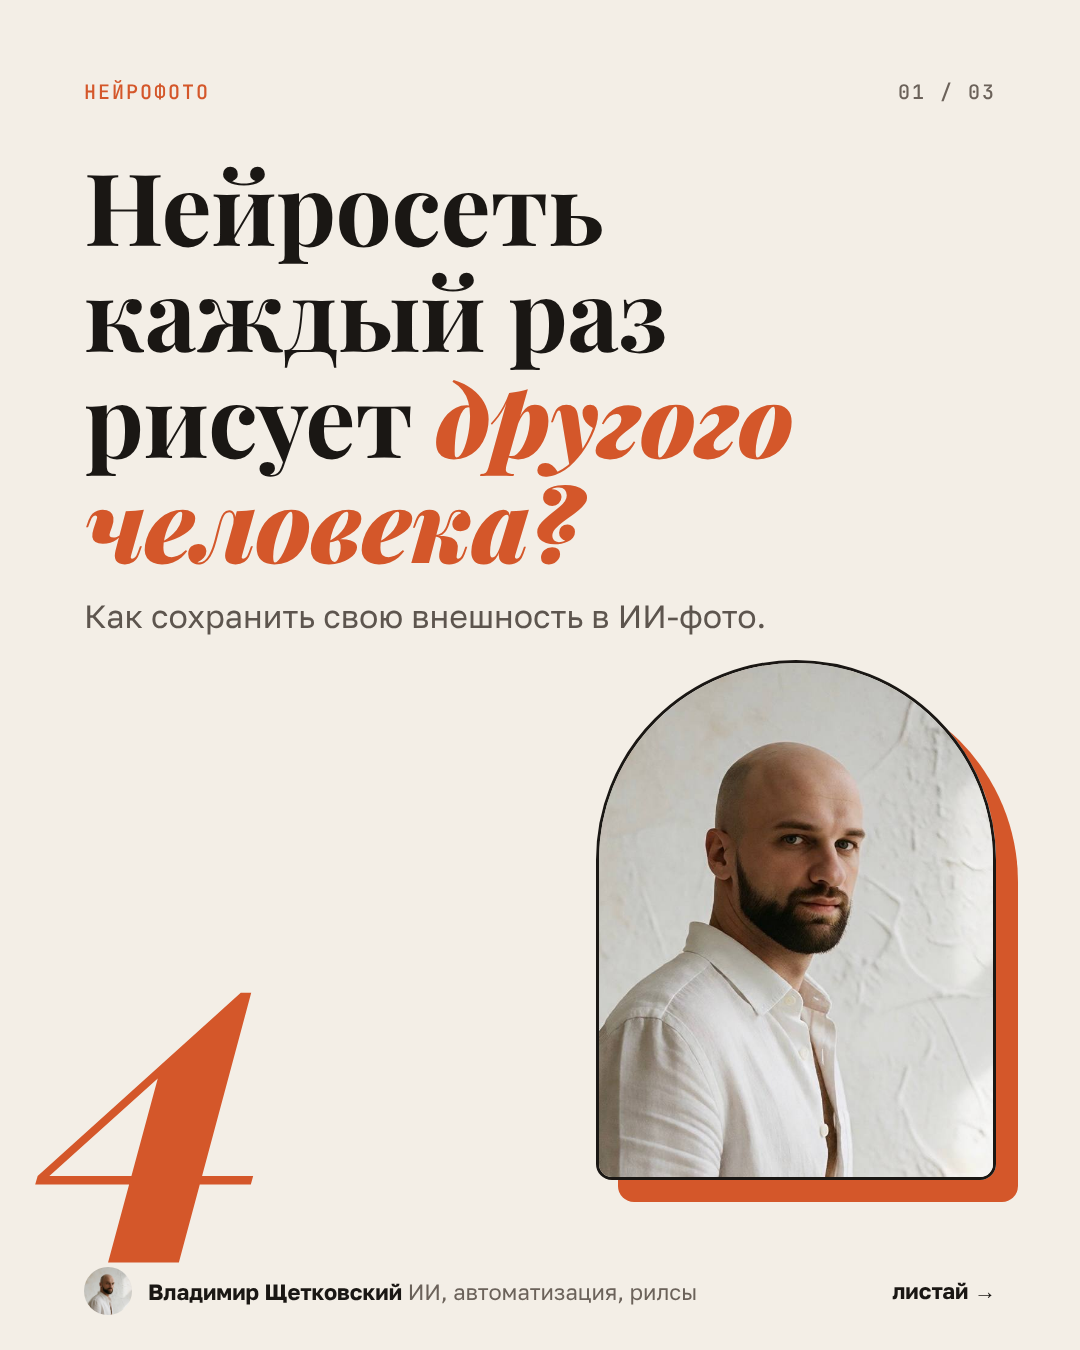 НЕЙРОФОТО
01 / 03
Нейросеть
каждый раз
рисует другого
человека?
Как сохранить свою внешность в ИИ-фото.
4
Владимир Щетковский ИИ, автоматизация, рилсы
листай →